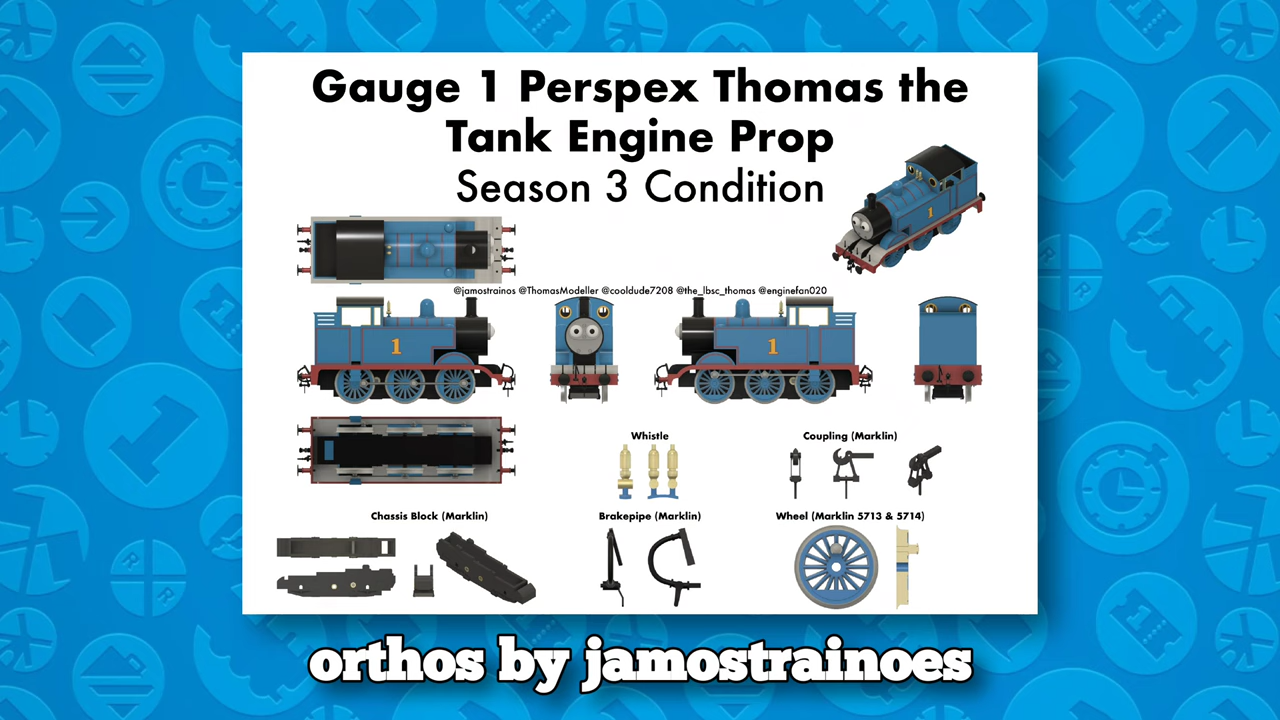 Gauge 1 Perspex Thomas the
Tank Engine Prop
Season 3 Condition
@jamostrainos @ThomasModeller @cooldude7208 @the_lbsc_thomas @enginefan020
1
1
1
Whistle
Coupling (Marklin)
Chassis Block (Marklin)
Brakepipe (Marklin)
Wheel (Marklin 5713 & 5714)
orthos by jamostrainoes